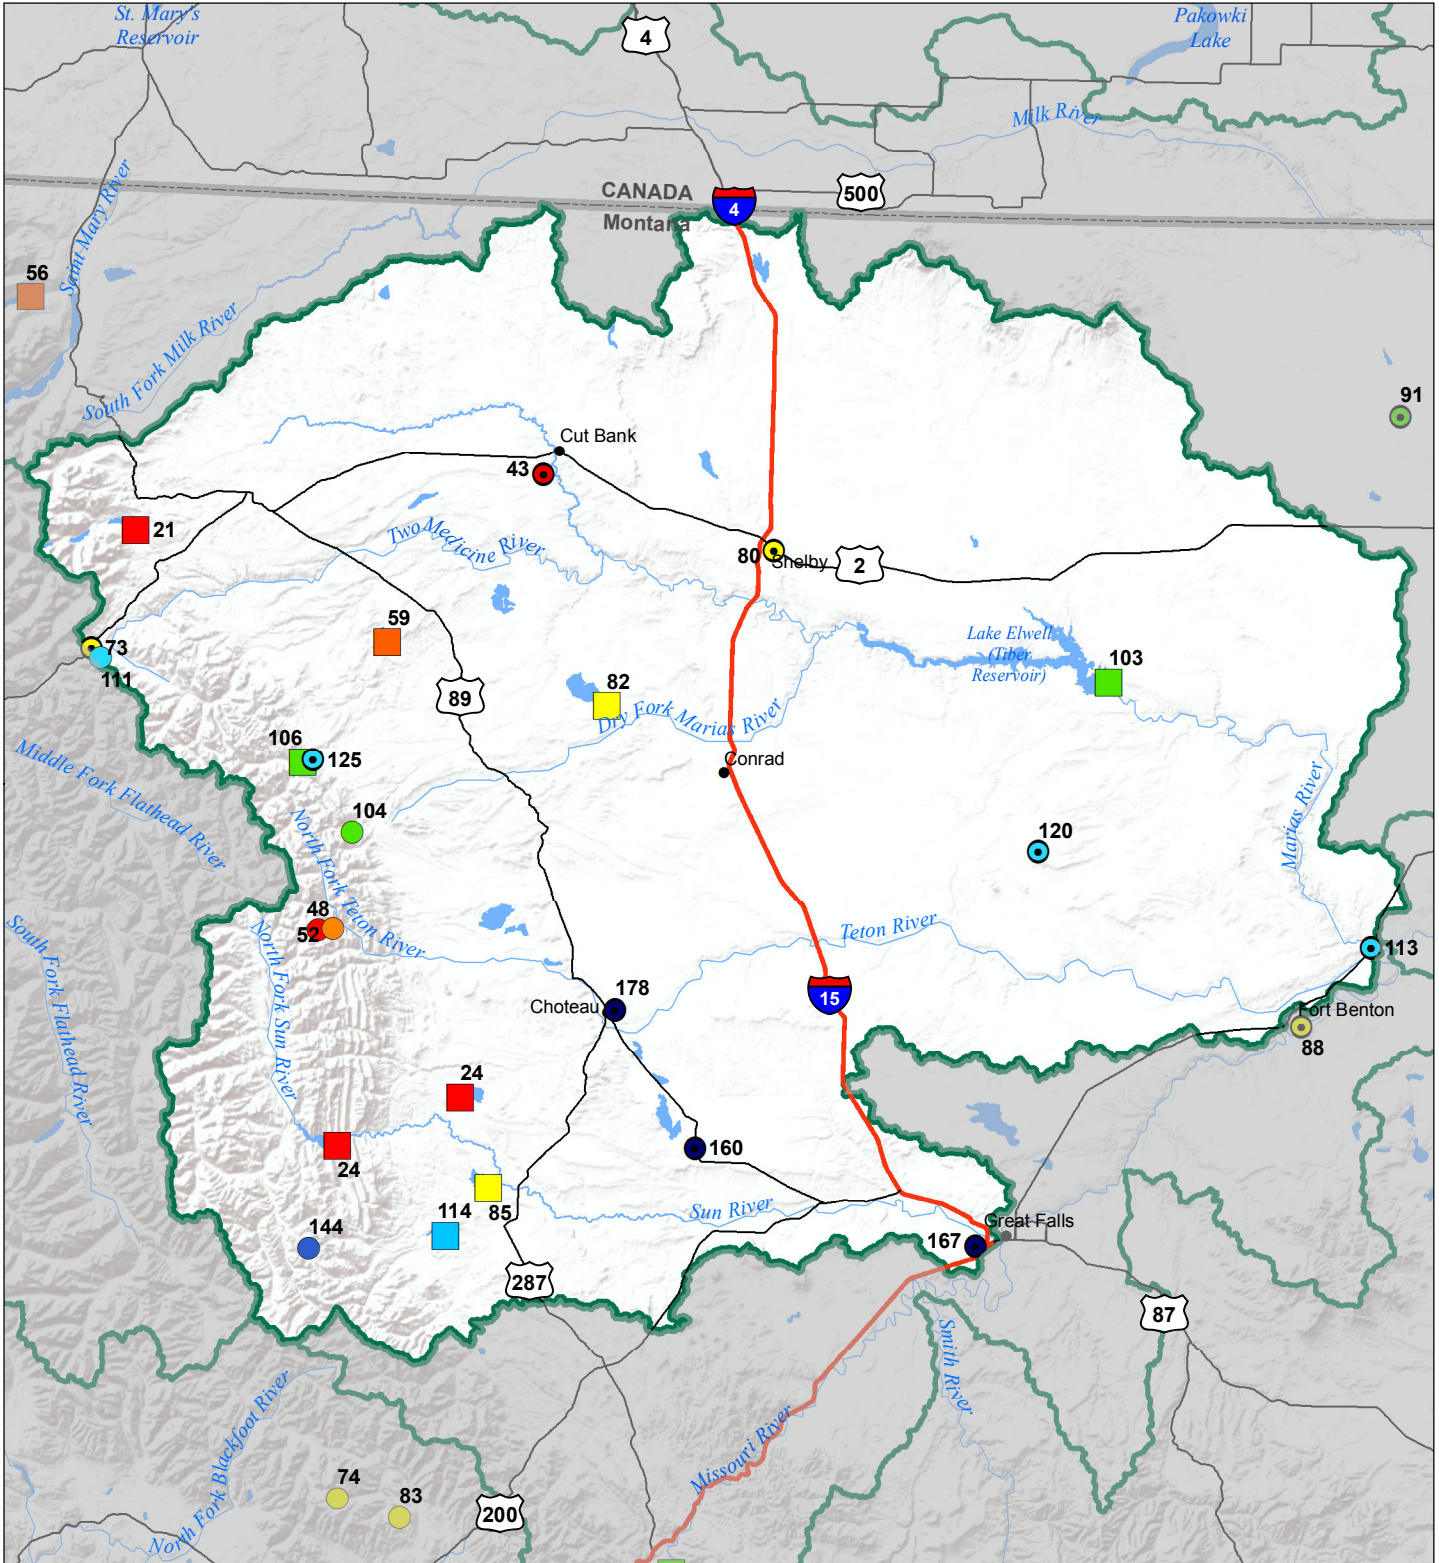 St. Mary's
Reservoir
4
Pakowki
Lake
Milk River
CANADA
Montana
4
500
Saint Mary River
56
South Fork Milk River
91
Cut Bank
43
21
Two Medicine River
80
Shelby
2
59
73
111
Lake Elwell
(Tiber
Reservoir)
103
82
89
Dry Fork Marias River
106
125
Conrad
Middle Fork Flathead River
104
North Fork Teton River
120
Marias River
48
52
South Fork Flathead River
North Fork Sun River
Teton River
113
178
Choteau
15
Fort Benton
88
24
24
160
85
114
Sun River
144
Great Falls
167
287
87
Smith River
North Fork Blackfoot River
Missouri River
74
83
200